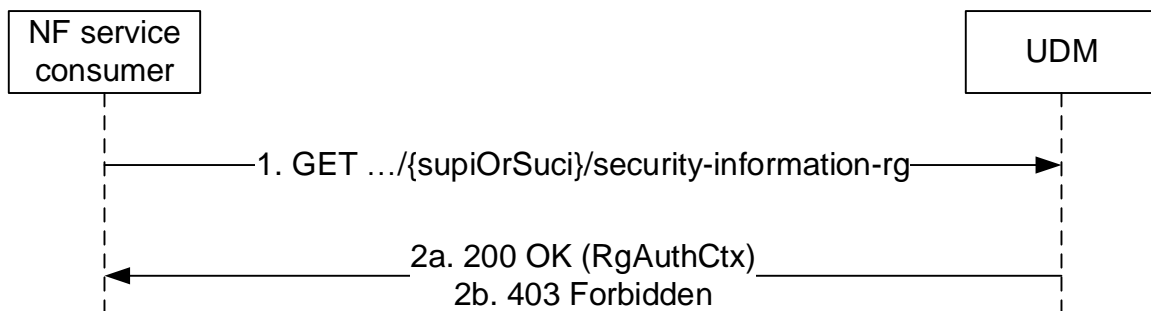 NF service
consumer
UDM
1. GET …/{supiOrSuci}/security-information-rg
2a. 200 OK (RgAuthCtx)
2b. 403 Forbidden